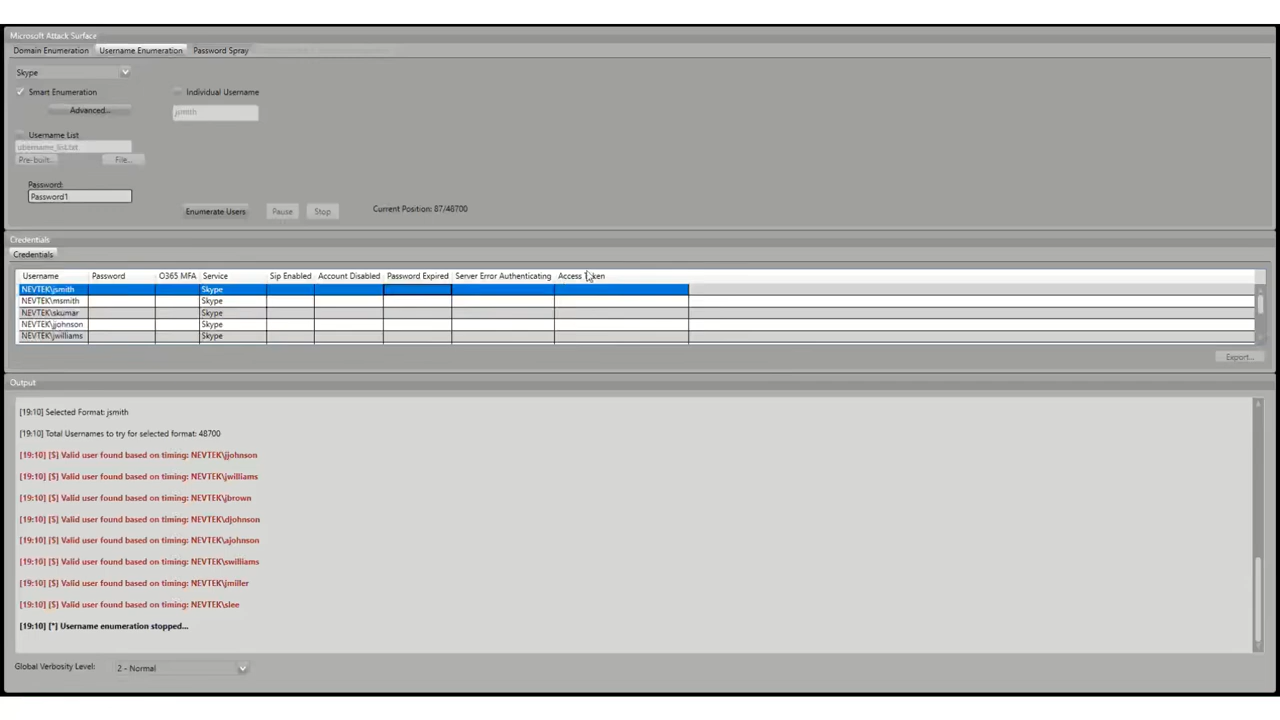 Microsoft Attack Surface
Domain Enumeration Username Enumeration Password Spray
Skype
Smart Enumeration Individual Username
Advanced... jsmith
Username List
Pre-built... File...
Password:
Password1
Enumerate Users Pause Stop Current Position: 87/48700
Credentials
Credentials
Username Password O365 MFA Service Sip Enabled Account Disabled Password Expired Server Error Authenticating Access Token
NEVTEK\jsmith Skype
NEVTEK\msmith Skype
NEVTEK\skumar Skype
NEVTEK\jjohnson Skype
NEVTEK\jwilliams Skype
Export...
Output
[19:10] Selected Format: jsmith
[19:10] Total Usernames to try for selected format: 48700
[19:10] [$] Valid user found based on timing: NEVTEK\jjohnson
[19:10] [$] Valid user found based on timing: NEVTEK\jwilliams
[19:10] [$] Valid user found based on timing: NEVTEK\jbrown
[19:10] [$] Valid user found based on timing: NEVTEK\djohnson
[19:10] [$] Valid user found based on timing: NEVTEK\ajohnson
[19:10] [$] Valid user found based on timing: NEVTEK\swilliams
[19:10] [$] Valid user found based on timing: NEVTEK\jmiller
[19:10] [$] Valid user found based on timing: NEVTEK\slee
[19:10] [*] Username enumeration stopped...
Global Verbosity Level: 2 - Normal